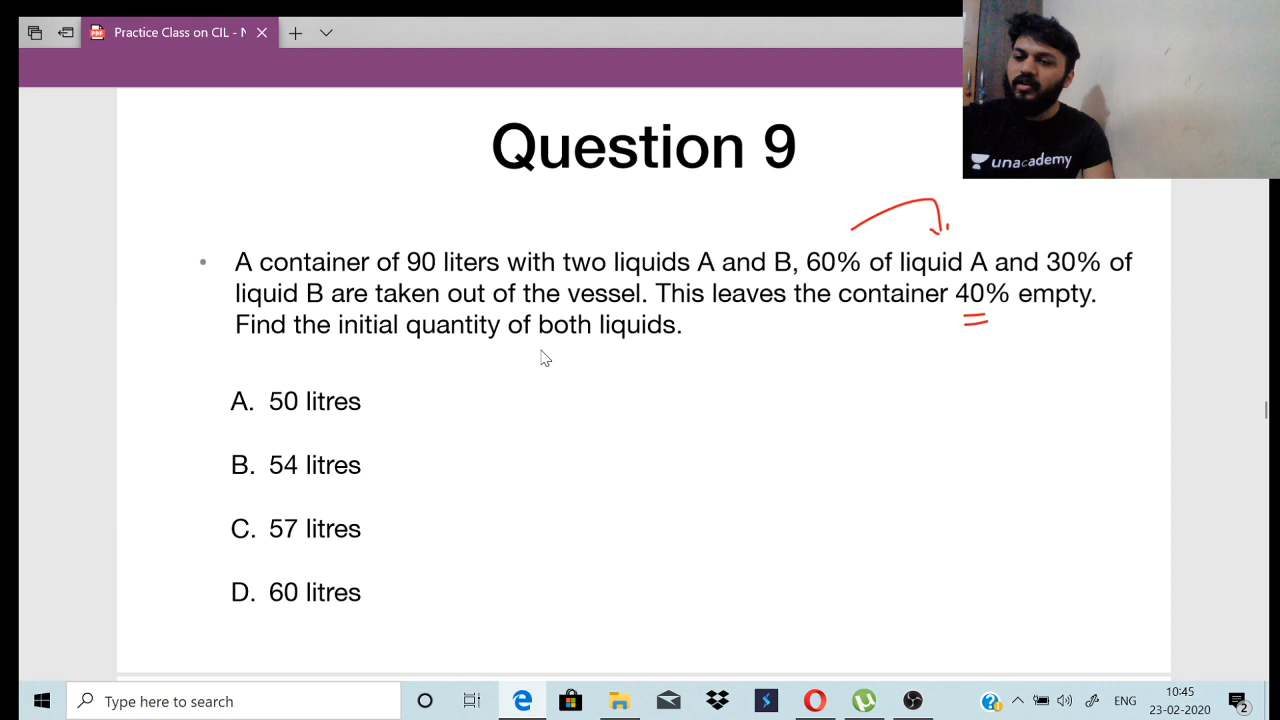 Practice Class on CIL - N
unacademy
Question 9
• A container of 90 liters with two liquids A and B, 60% of liquid A and 30% of
liquid B are taken out of the vessel. This leaves the container 40% empty.
Find the initial quantity of both liquids.
A. 50 litres
B. 54 litres
C. 57 litres
D. 60 litres
Type here to search
ENG
10:45
23-02-2020
2